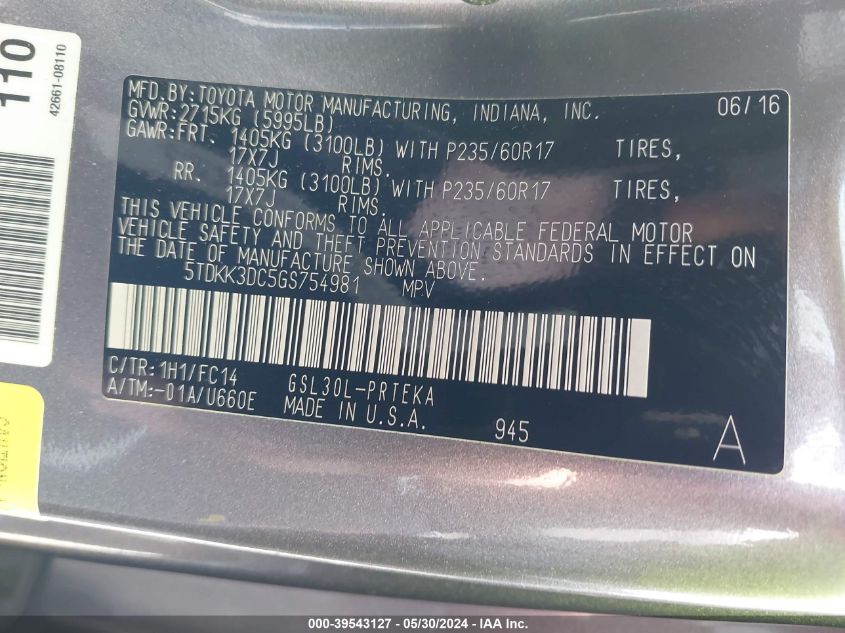 110
42661-08110
MFD.BY:TOYOTA MOTOR MANUFACTURING, INDIANA, INC. 06/16
GVWR:2715KG (5995LB)
GAWR:FRT. 1405KG (3100LB) WITH P235/60R17 TIRES,
17X7J RIMS.
RR. 1405KG (3100LB) WITH P235/60R17 TIRES,
17X7J RIMS.
THIS VEHICLE CONFORMS TO ALL APPLICABLE FEDERAL MOTOR
VEHICLE SAFETY AND THEFT PREVENTION STANDARDS IN EFFECT ON
THE DATE OF MANUFACTURE SHOWN ABOVE.
5TDKK3DC5GS754981 MPV
C/TR:1H1/FC14 GSL30L-PRTEKA
A/TM:-01A/U660E MADE IN U.S.A. 945 A
CAUTION
000-39543127 - 05/30/2024 - IAA Inc.